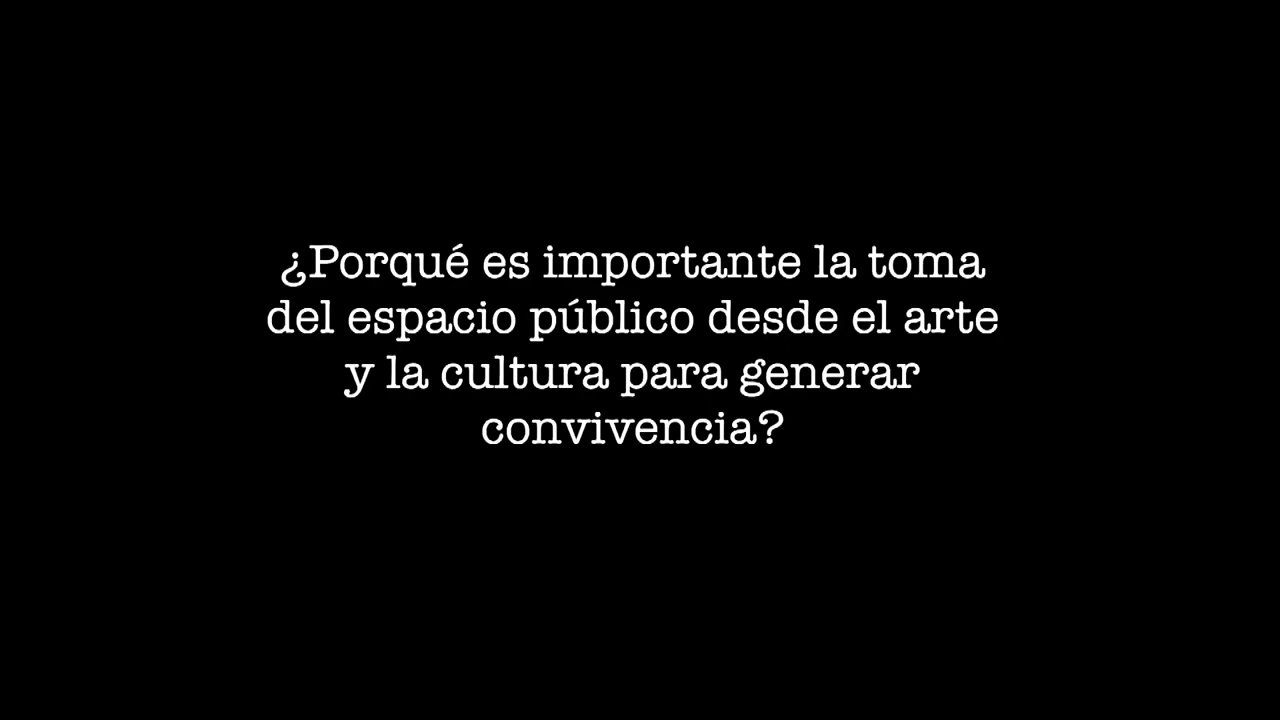 ¿Porqué es importante la toma
del espacio público desde el arte
y la cultura para generar
convivencia?